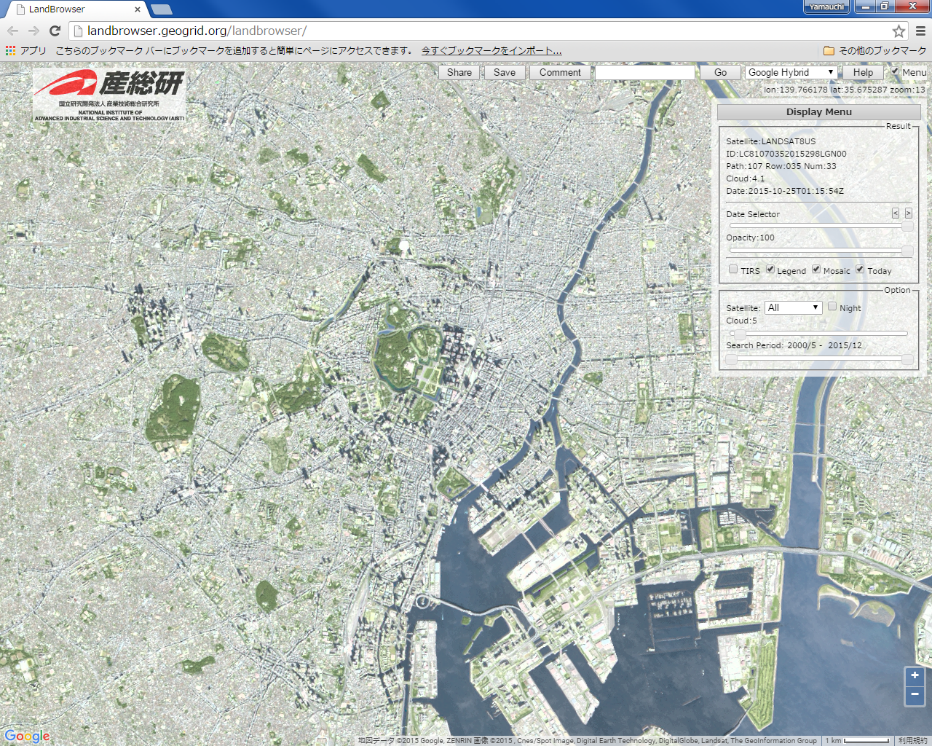 LandBrowser
Yamauchi
landbrowser.geogrid.org/landbrowser/
アプリ こちらのブックマーク バーにブックマークを追加すると簡単にページにアクセスできます。 今すぐブックマークをインポート... その他のブックマーク
産総研
国立研究開発法人 産業技術総合研究所
NATIONAL INSTITUTE OF
ADVANCED INDUSTRIAL SCIENCE AND TECHNOLOGY (AIST)
Share Save Comment Go Google Hybrid Help Menu
lon:139.766178 lat:35.675287 zoom:13
Display Menu
Result
Satellite:LANDSAT8US
ID:LC81070352015298LGN00
Path:107 Row:035 Num:33
Cloud:4.1
Date:2015-10-25T01:15:54Z
Date Selector < >
Opacity:100
TIRS Legend Mosaic Today
Option
Satellite: All Night
Cloud:5
Search Period: 2000/5 - 2015/12
+
−
Google
地図データ ©2015 Google, ZENRIN 画像 ©2015 , Cnes/Spot Image, Digital Earth Technology, DigitalGlobe, Landsat, The GeoInformation Group 1 km 利用規約